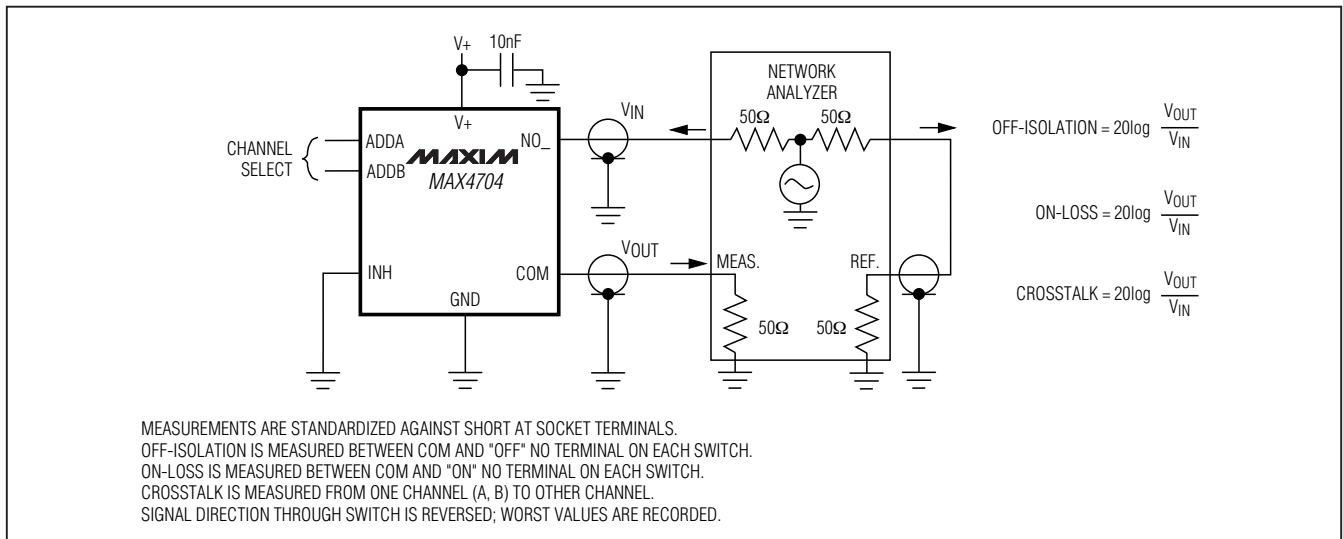 V+
10nF
V+
CHANNEL
SELECT
ADDA
ADDB
MAXIM
MAX4704
NO_
INH
COM
GND
VIN
VOUT
NETWORK
ANALYZER
50Ω
50Ω
MEAS.
REF.
50Ω
50Ω
OFF-ISOLATION = 20log VOUT
VIN
ON-LOSS = 20log VOUT
VIN
CROSSTALK = 20log VOUT
VIN
MEASUREMENTS ARE STANDARDIZED AGAINST SHORT AT SOCKET TERMINALS.
OFF-ISOLATION IS MEASURED BETWEEN COM AND "OFF" NO TERMINAL ON EACH SWITCH.
ON-LOSS IS MEASURED BETWEEN COM AND "ON" NO TERMINAL ON EACH SWITCH.
CROSSTALK IS MEASURED FROM ONE CHANNEL (A, B) TO OTHER CHANNEL.
SIGNAL DIRECTION THROUGH SWITCH IS REVERSED; WORST VALUES ARE RECORDED.